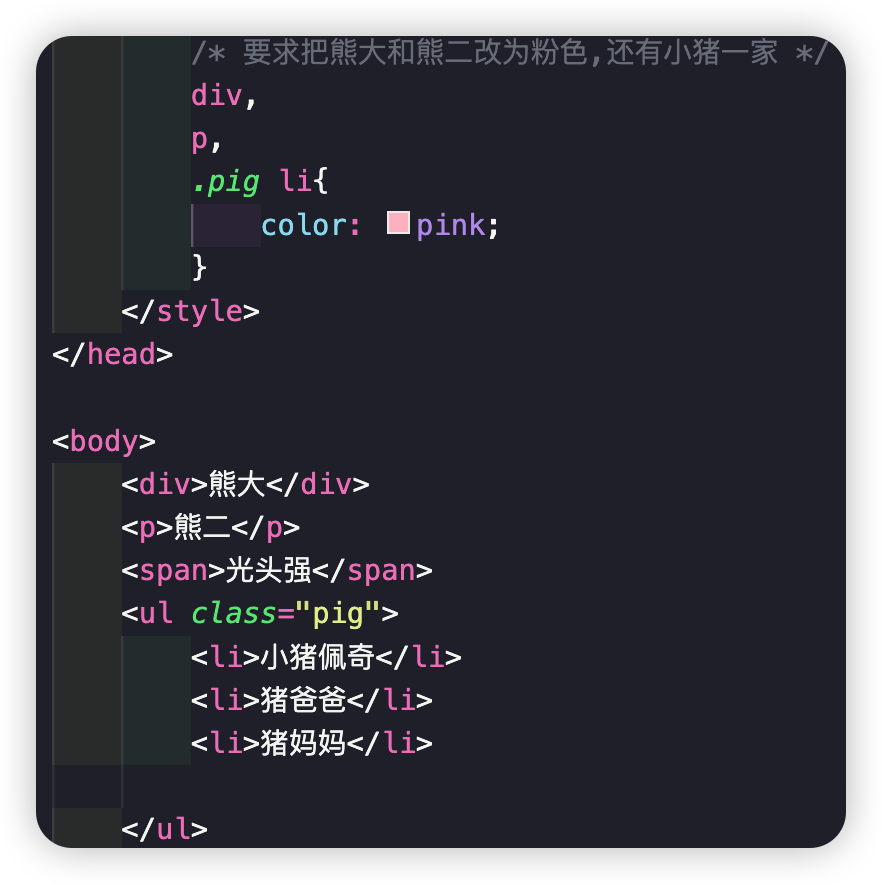 /* 要求把熊大和熊二改为粉色,还有小猪一家 */
div,
p,
.pig li{
color: pink;
}
</style>
</head>
<body>
<div>熊大</div>
<p>熊二</p>
<span>光头强</span>
<ul class="pig">
<li>小猪佩奇</li>
<li>猪爸爸</li>
<li>猪妈妈</li>
</ul>